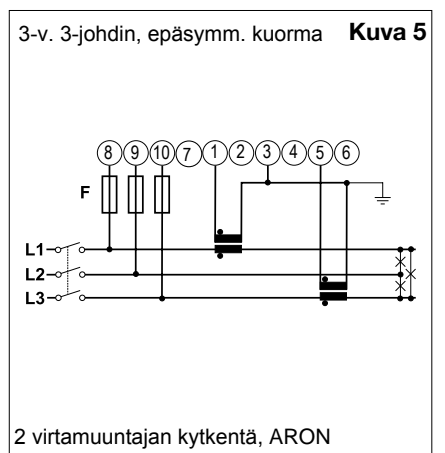 3-v. 3-johdin, epäsymm. kuorma Kuva 5
8 9 10 7 1 2 3 4 5 6
F
L1
L2
L3
2 virtamuuntajan kytkentä, ARON